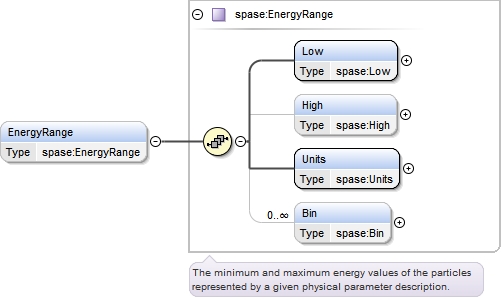 spase:EnergyRange
Low
Type spase:Low
High
Type spase:High
EnergyRange
Type spase:EnergyRange
Units
Type spase:Units
0..∞
Bin
Type spase:Bin
The minimum and maximum energy values of the particles
represented by a given physical parameter description.